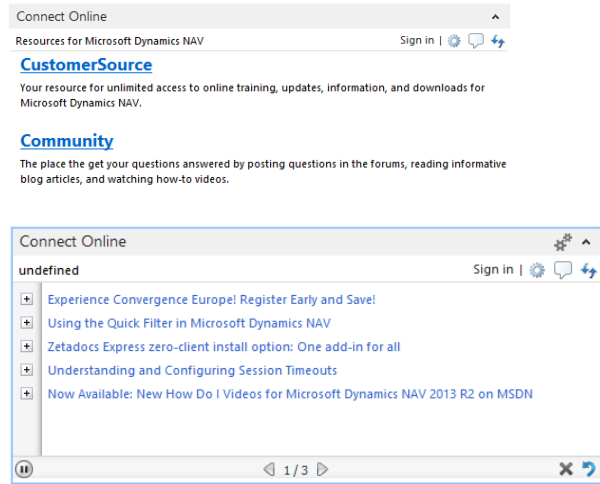 Connect Online
Resources for Microsoft Dynamics NAV
Sign in |
CustomerSource
Your resource for unlimited access to online training, updates, information, and downloads for
Microsoft Dynamics NAV.
Community
The place the get your questions answered by posting questions in the forums, reading informative
blog articles, and watching how-to videos.
Connect Online
undefined
Sign in |
Experience Convergence Europe! Register Early and Save!
Using the Quick Filter in Microsoft Dynamics NAV
Zetadocs Express zero-client install option: One add-in for all
Understanding and Configuring Session Timeouts
Now Available: New How Do I Videos for Microsoft Dynamics NAV 2013 R2 on MSDN
1/3